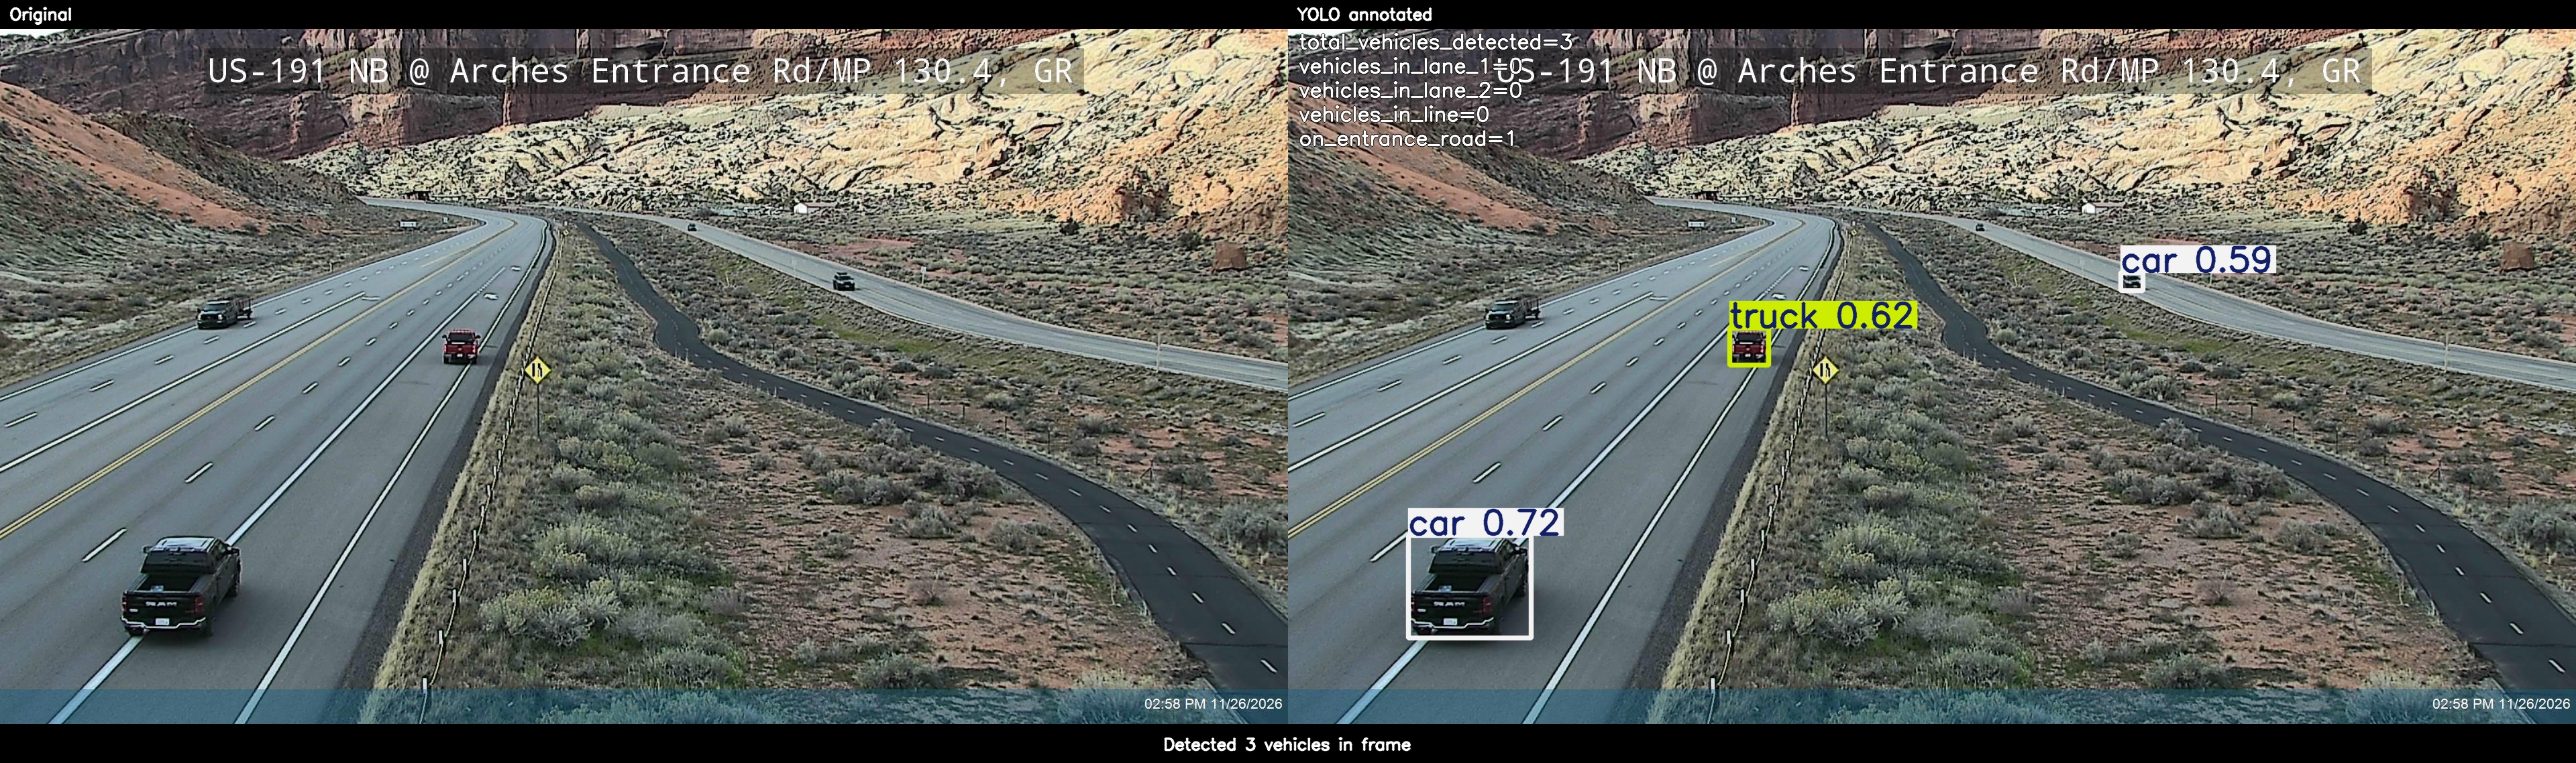 Original
US-191 NB @ Arches Entrance Rd/MP 130.4, GR
02:58 PM 11/26/2026
YOLO annotated
total_vehicles_detected=3
vehicles_in_lane_1=0
US-191 NB @ Arches Entrance Rd/MP 130.4, GR
vehicles_in_lane_2=0
vehicles_in_line=0
on_entrance_road=1
car 0.59
truck 0.62
car 0.72
02:58 PM 11/26/2026
Detected 3 vehicles in frame